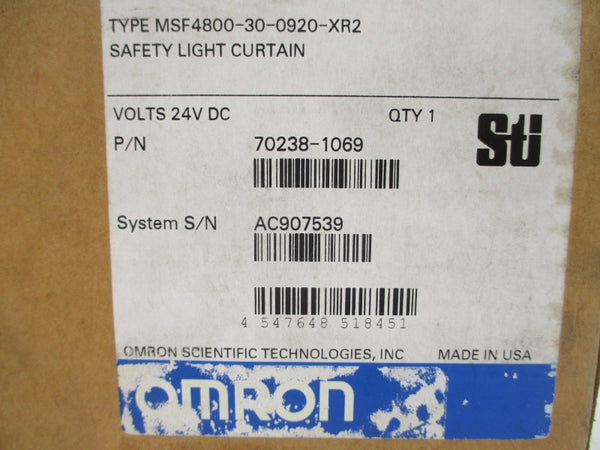 TYPE MSF4800-30-0920-XR2
SAFETY LIGHT CURTAIN
VOLTS 24V DC QTY 1
Sti
P/N 70238-1069
System S/N AC907539
4 547648 518451
OMRON SCIENTIFIC TECHNOLOGIES, INC MADE IN USA
OMRON